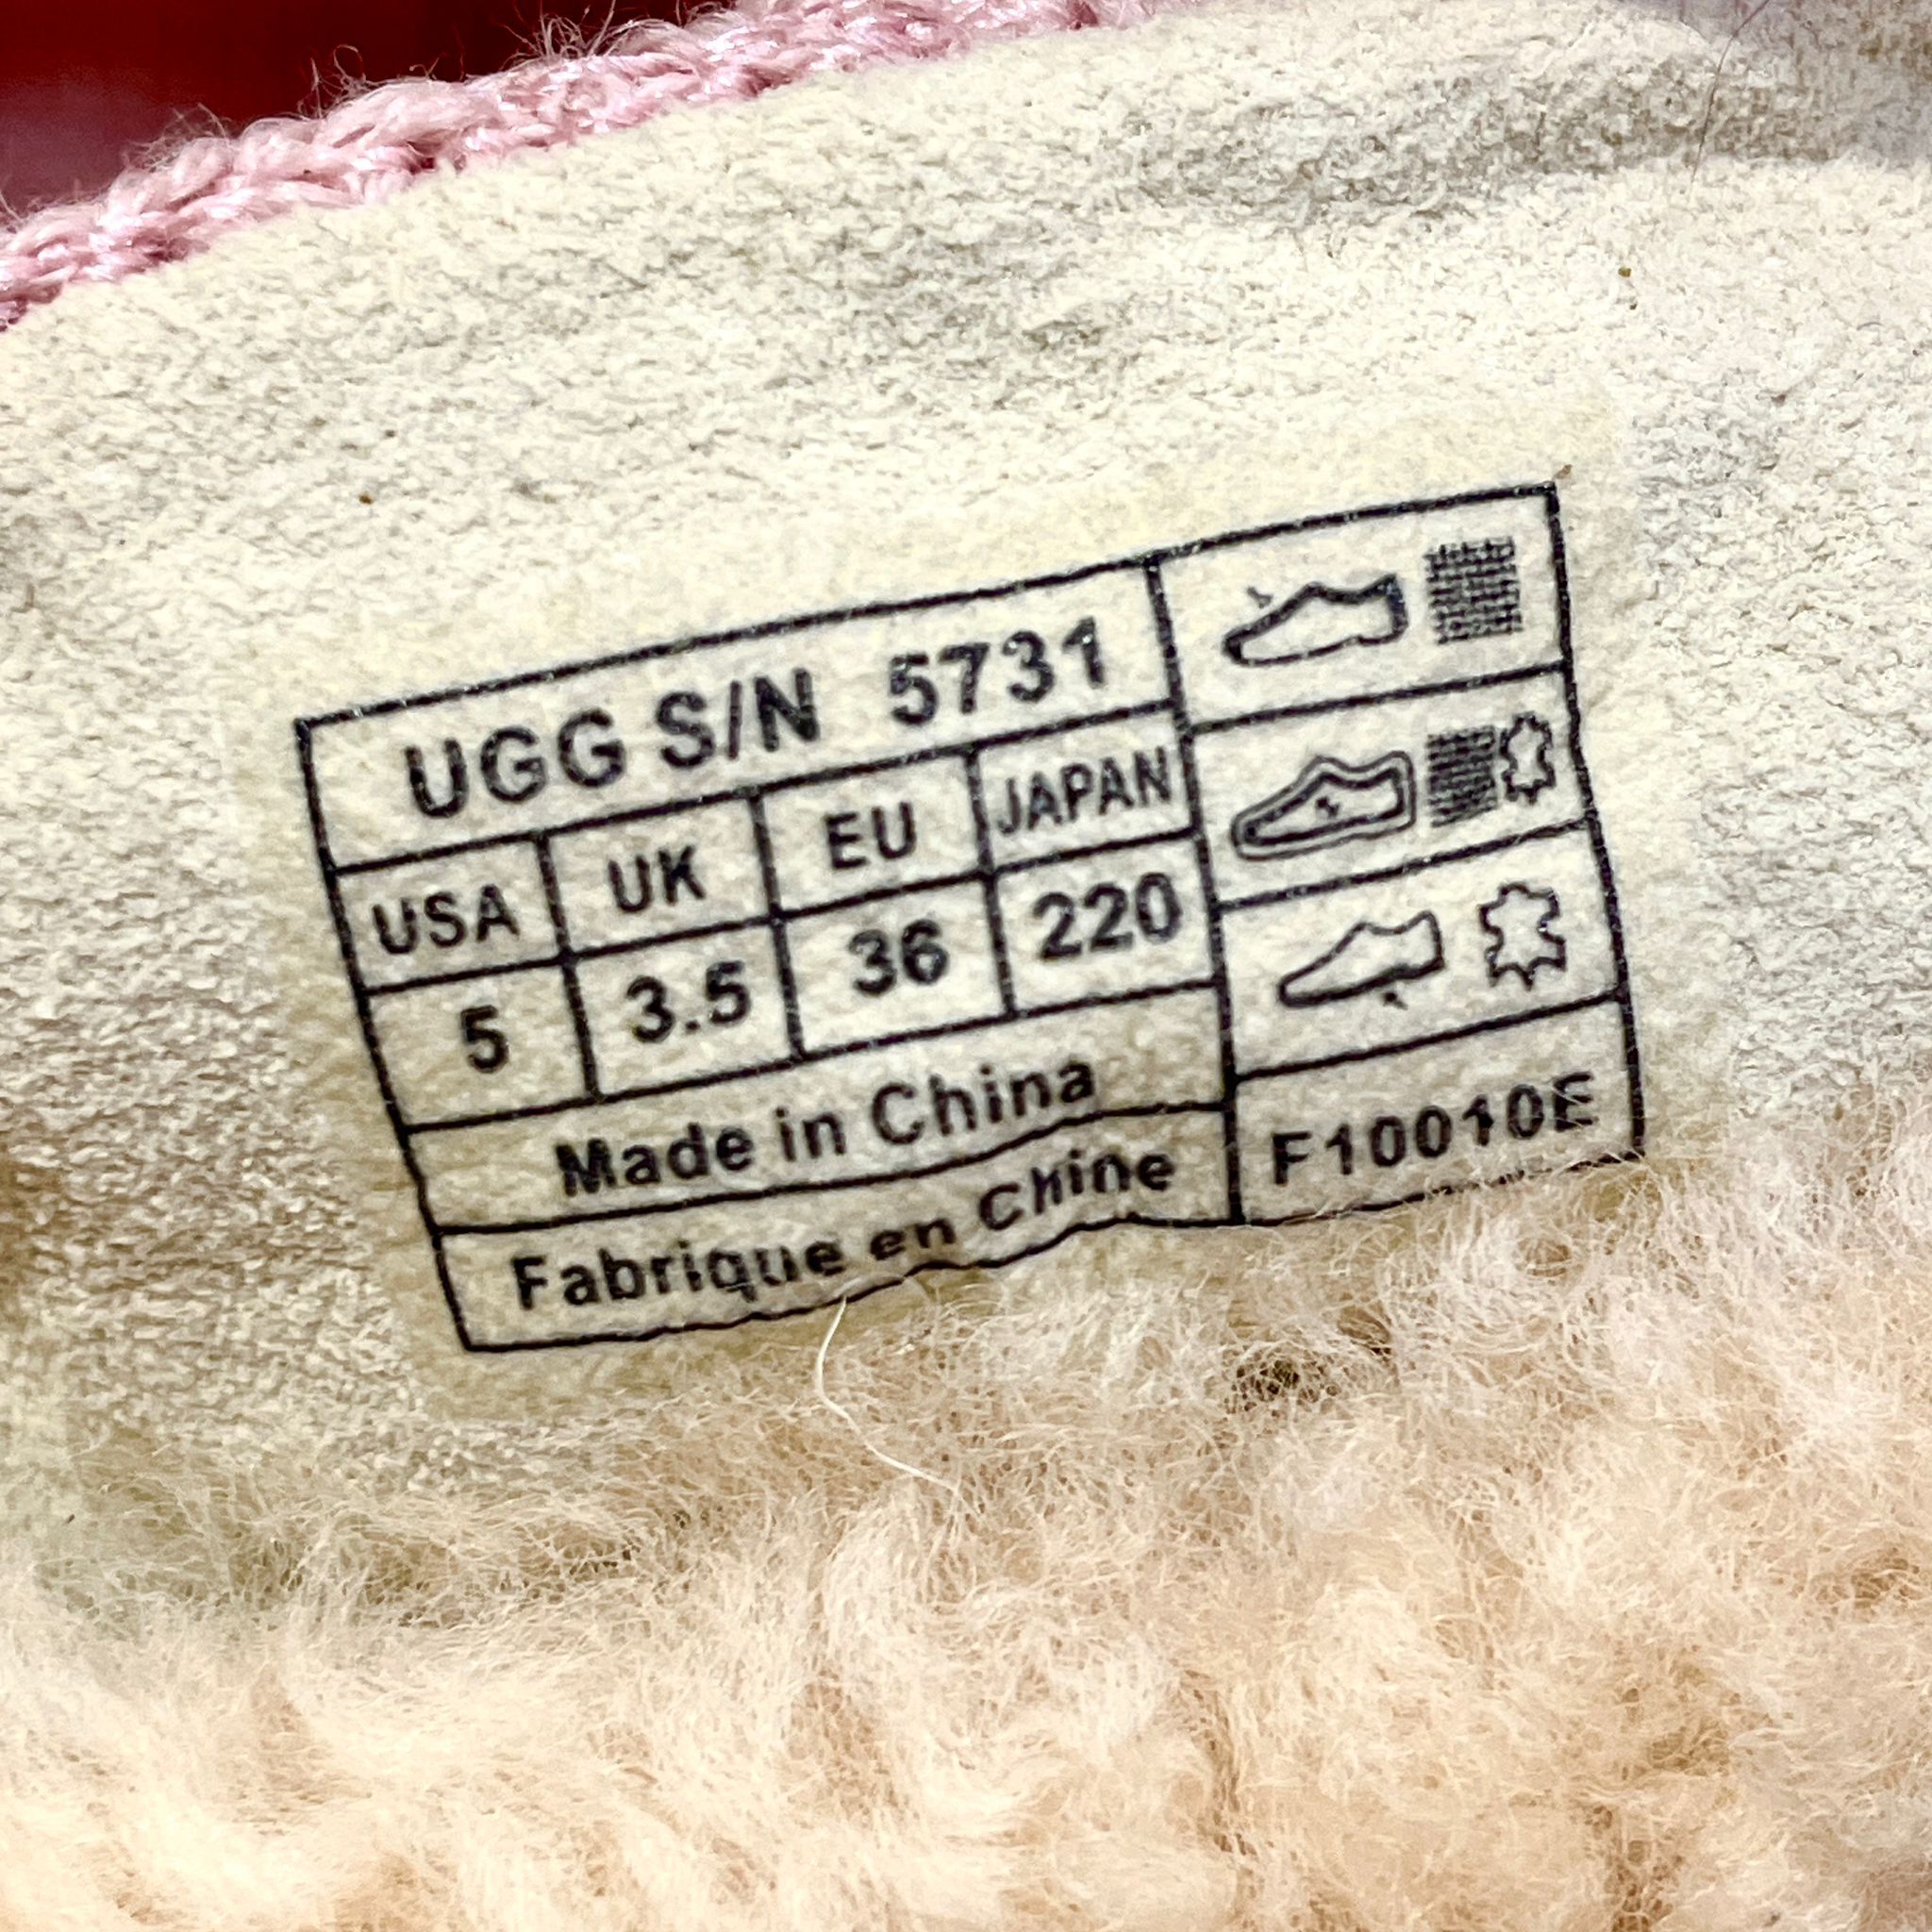 UGG S/N 5731
USA UK EU JAPAN
5 3.5 36 220
Made in China
Fabrique en Chine
F10010E